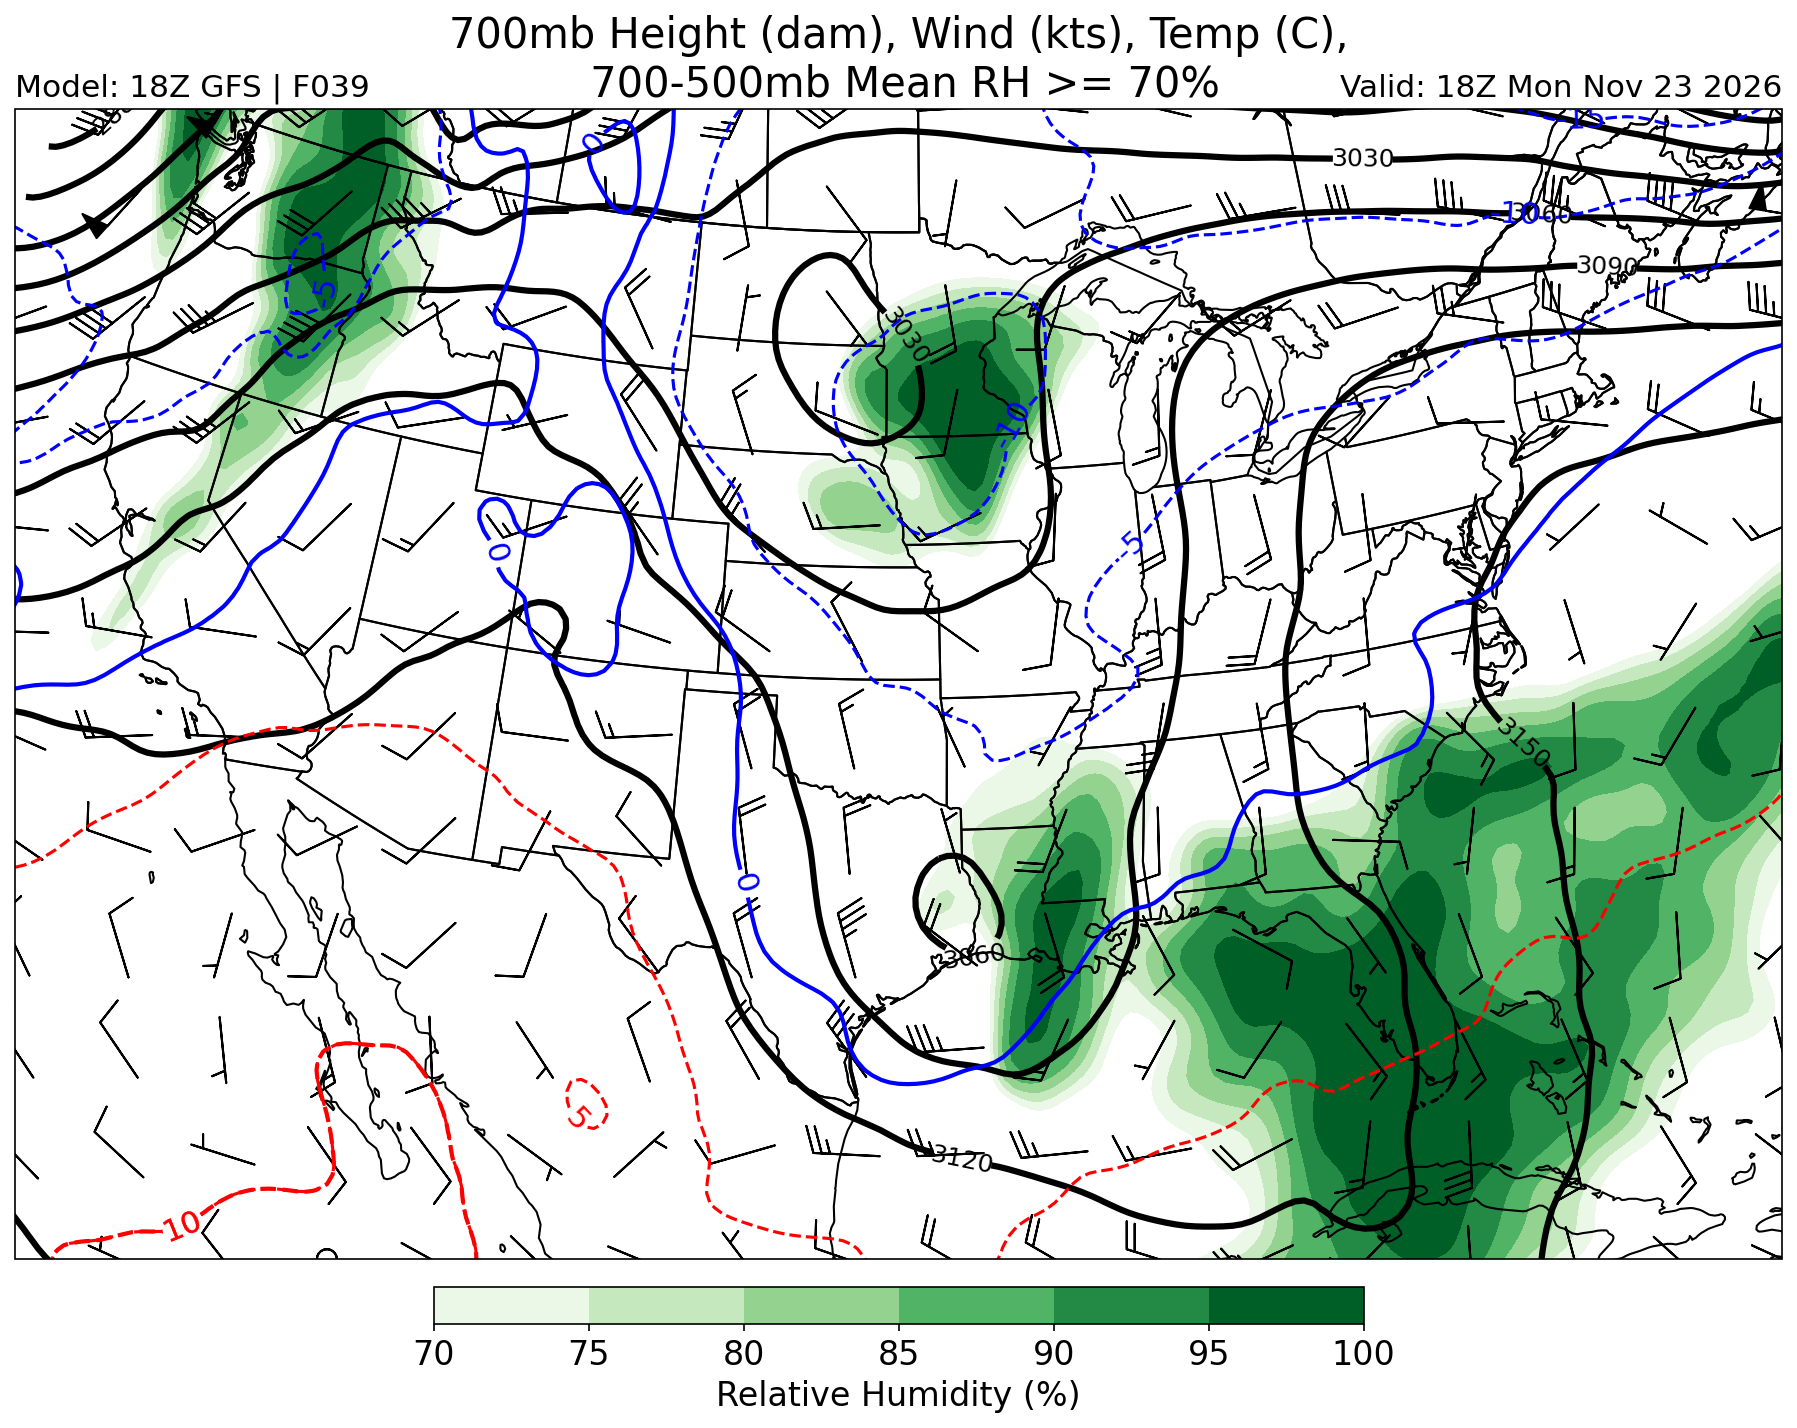 700mb Height (dam), Wind (kts), Temp (C),
Model: 18Z GFS | F039
700-500mb Mean RH >= 70%
Valid: 18Z Mon Nov 23 2026
0
3030
-10
3060
3090
-5
3030
-10
0
-5
3150
0
3060
5
3120
10
70 75 80 85 90 95 100
Relative Humidity (%)